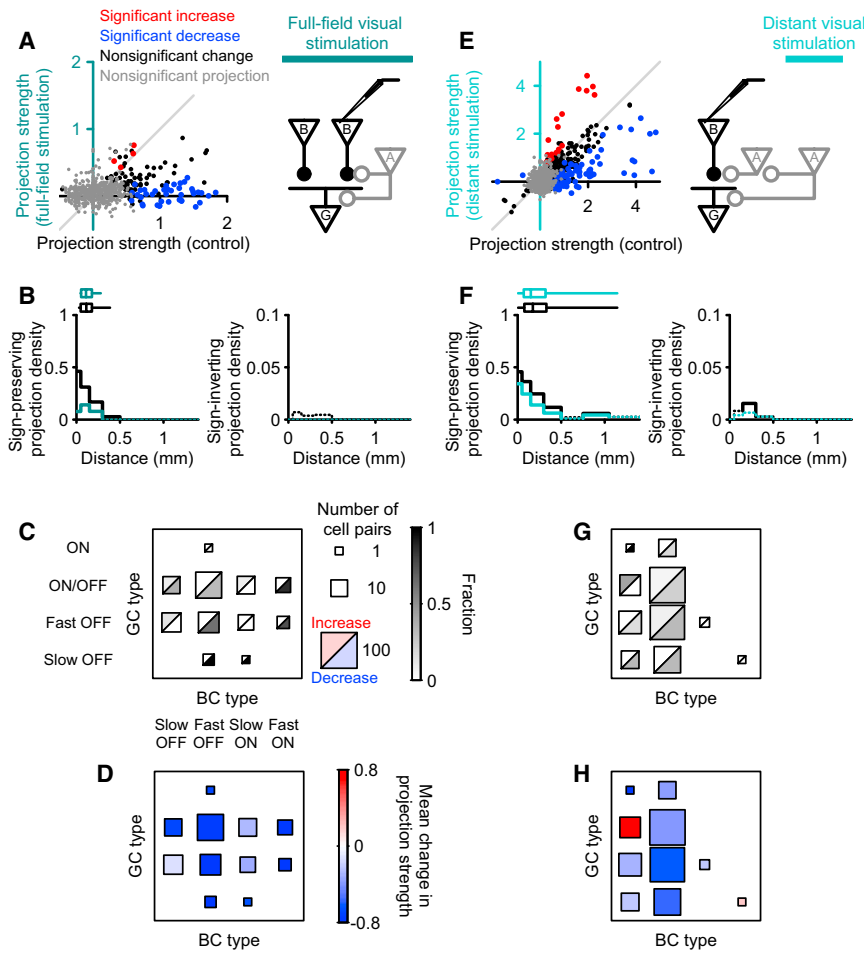 A
Significant increase
Significant decrease
Nonsignificant change
Nonsignificant projection
Full-field visual
stimulation
Projection strength
(full-field stimulation)
2
1
0
0
1
2
Projection strength (control)
B
B
A
G
E
Distant visual
stimulation
Projection strength
(distant stimulation)
4
2
0
0
2
4
Projection strength (control)
B
A
A
G
B
Sign-preserving
projection density
1
0.5
0
0
0.5
1
Distance (mm)
Sign-inverting
projection density
0.1
0.05
0
0
0.5
1
Distance (mm)
F
Sign-preserving
projection density
1
0.5
0
0
0.5
1
Distance (mm)
Sign-inverting
projection density
0.1
0.05
0
0
0.5
1
Distance (mm)
C
ON
ON/OFF
Fast OFF
Slow OFF
GC type
BC type
Slow OFF
Fast OFF
Slow ON
Fast ON
Number of
cell pairs
1
10
Increase
100
Decrease
1
0.5
0
Fraction
G
GC type
BC type
D
GC type
BC type
0.8
0
-0.8
Mean change in
projection strength
H
GC type
BC type